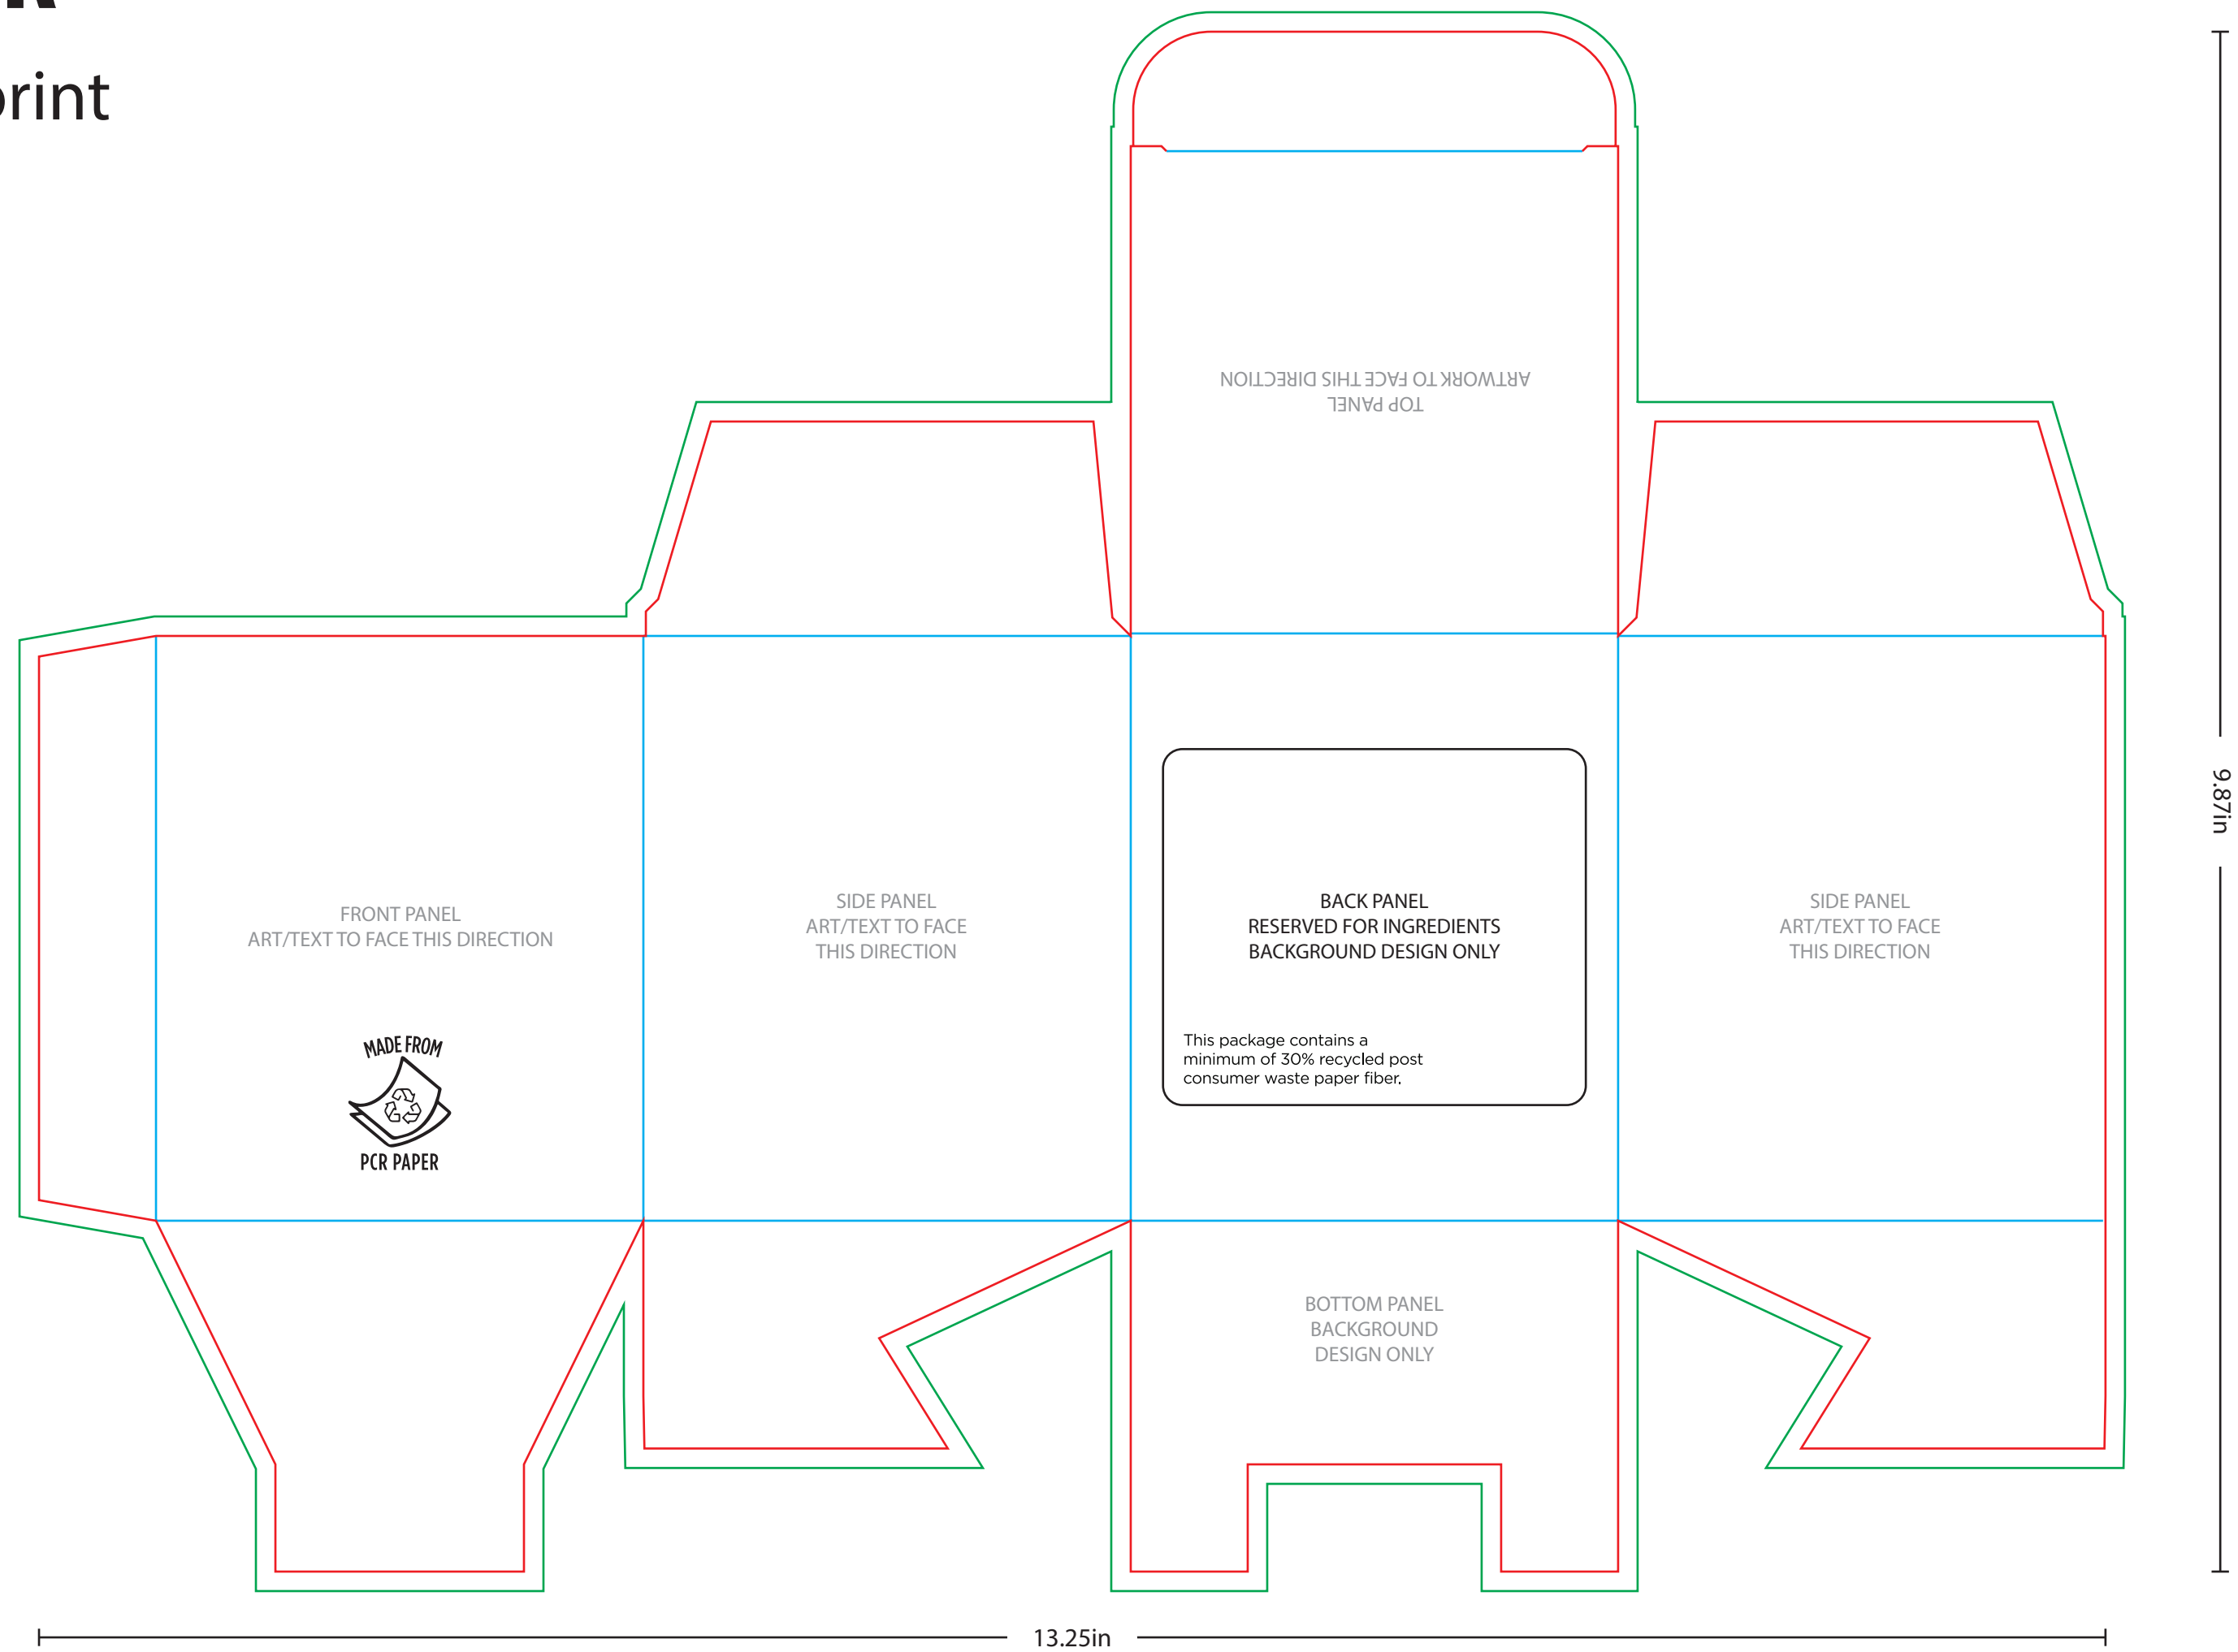 print
TOP PANEL
ARTWORK TO FACE THIS DIRECTION
FRONT PANEL
ART/TEXT TO FACE THIS DIRECTION
MADE FROM
PCR PAPER
SIDE PANEL
ART/TEXT TO FACE
THIS DIRECTION
BACK PANEL
RESERVED FOR INGREDIENTS
BACKGROUND DESIGN ONLY
This package contains a
minimum of 30% recycled post
consumer waste paper fiber.
SIDE PANEL
ART/TEXT TO FACE
THIS DIRECTION
BOTTOM PANEL
BACKGROUND
DESIGN ONLY
9.87in
13.25in